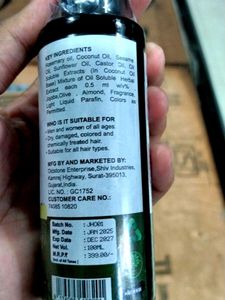 KEY INGREDIENTS
Rosemary oil, Coconut Oil, Sesame
Oil, Sunflower Oil, Castor Oil, Oil
Soluble Extracts (In Coconut Oil
Base) Mixture of Oil Soluble Herbal
Extract each 0.5 ml w/v%
Jojoba, Olive, Almond, Fragrance,
Light Liquid Parafin, Colors as
Permitted.
WHO IS IT SUITABLE FOR
- Men and women of all ages
- Dry, damaged, colored and
chemically treated hair.
- Suitable for all hair types.
MFG BY AND MARKETED BY:
Enterprise, Shiv Industries,
Kamrej Highway, Surat-395013,
Gujarat, India.
LIC. NO.: GC1752
CUSTOMER CARE NO.:
74065 10820
Batch No. : JHO01
Mfg. Date : JAN 2025
Exp Date : DEC 2027
Net Vol. : 100ML
M.R.P.₹ : 399.00/-